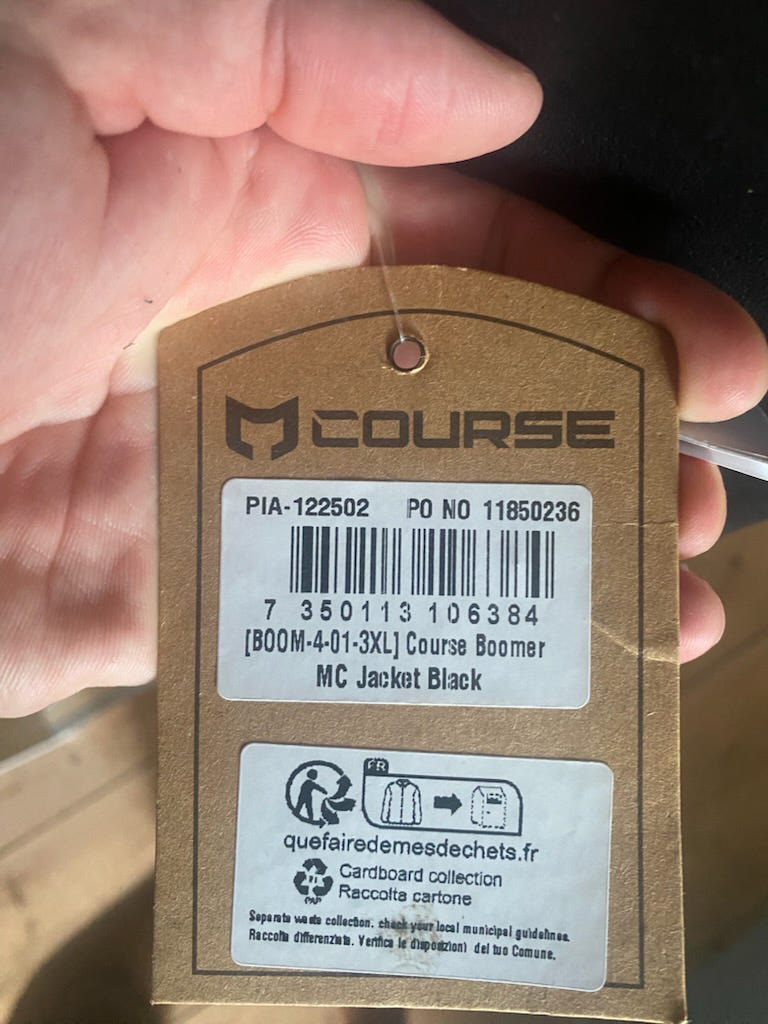 COURSE
PIA-122502 PO NO 11850236
7 350113 106384
[BOOM-4-01-3XL] Course Boomer
MC Jacket Black
FR
quefairedemesdechets.fr
Cardboard collection
PAP
Raccolta cartone
Separate waste collection. check your local municipal guidelines.
Raccolta differenziata. Verifica le disposizioni del tuo Comune.